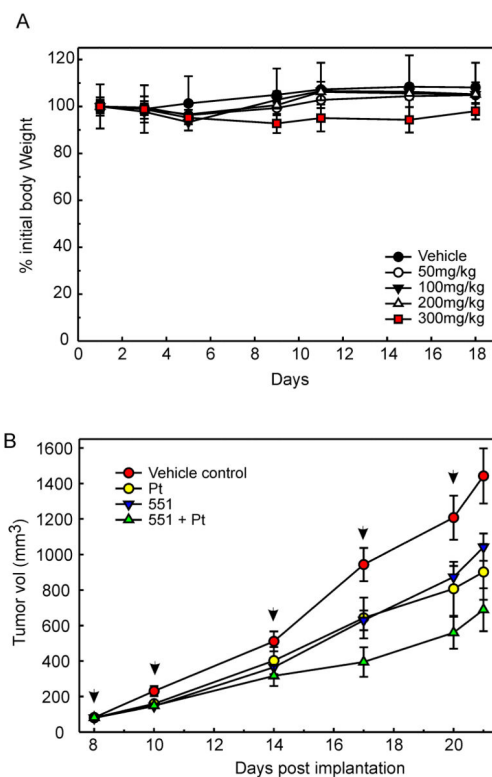 A
120
100
80
60
40
20
0
% initial body Weight
Vehicle
50mg/kg
100mg/kg
200mg/kg
300mg/kg
0 2 4 6 8 10 12 14 16 18
Days
B
1600
1400
1200
1000
800
600
400
200
0
Tumor vol (mm³)
Vehicle control
Pt
551
551 + Pt
8 10 12 14 16 18 20
Days post implantation